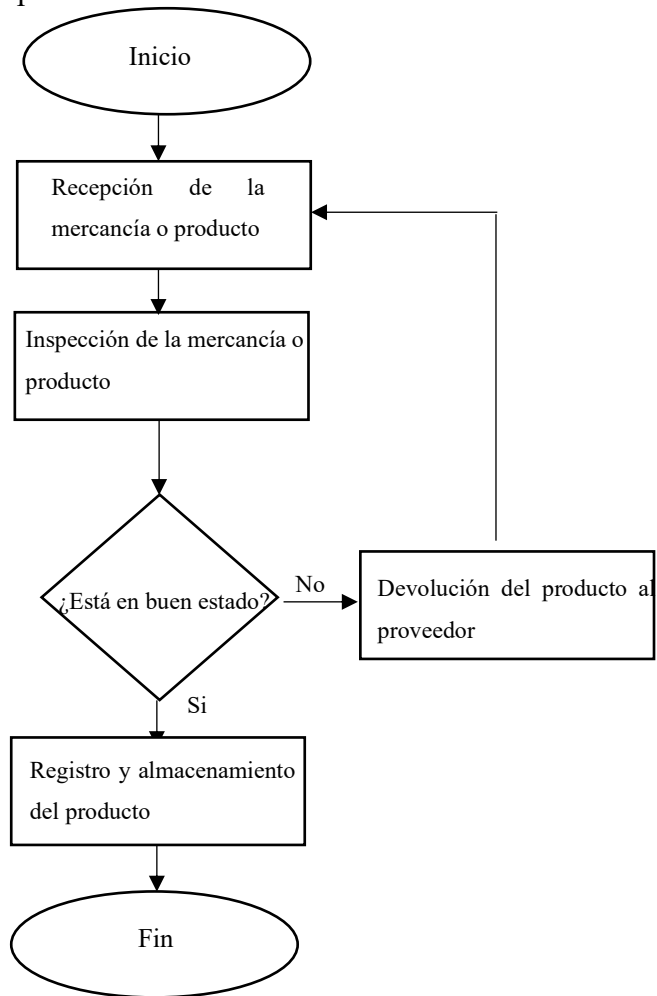 Inicio
Recepción de la
mercancía o producto
Inspección de la mercancía o
producto
¿Está en buen estado?
No
Devolución del producto al
proveedor
Si
Registro y almacenamiento
del producto
Fin